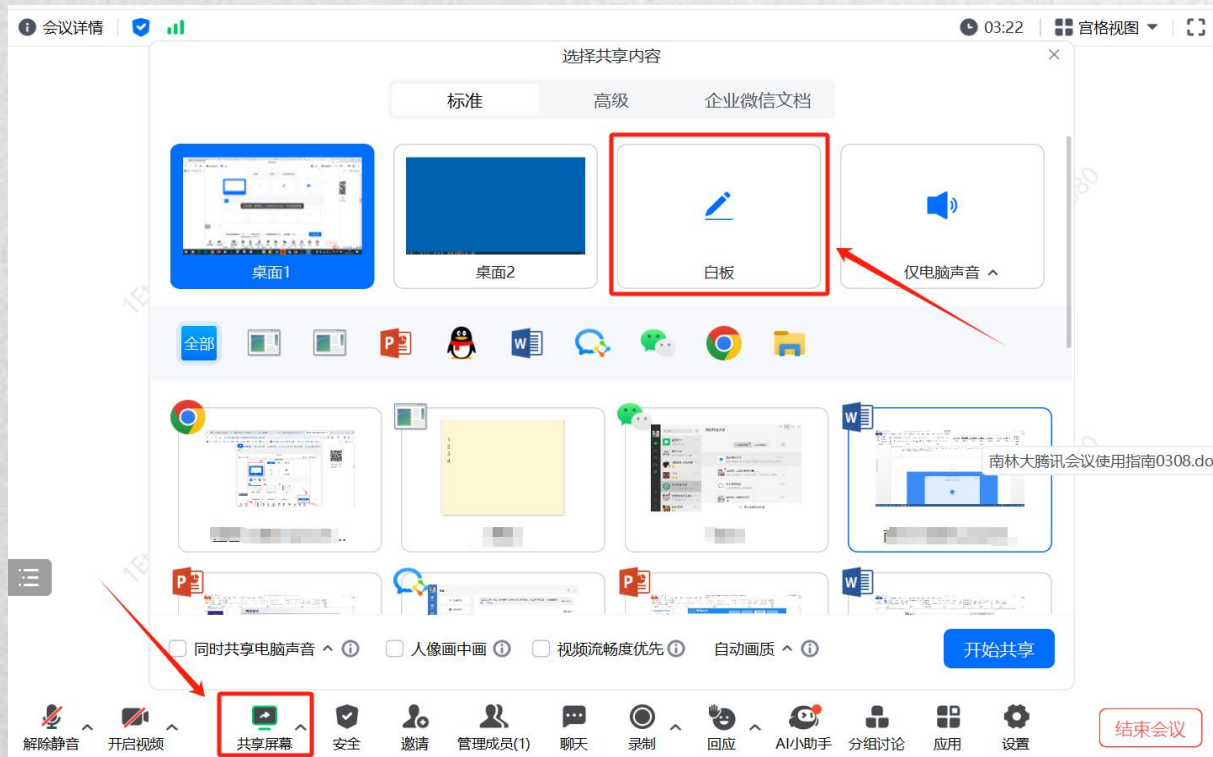 会议详情
03:22
宫格视图
选择共享内容
标准
高级
企业微信文档
桌面1
桌面2
白板
仅电脑声音
全部
1
2
3
4
南林大腾讯会议使用指南0308.do
同时共享电脑声音
人像画中画
视频流畅度优先
自动画质
开始共享
解除静音
开启视频
共享屏幕
安全
邀请
管理成员(1)
聊天
录制
回应
AI小助手
分组讨论
应用
设置
结束会议